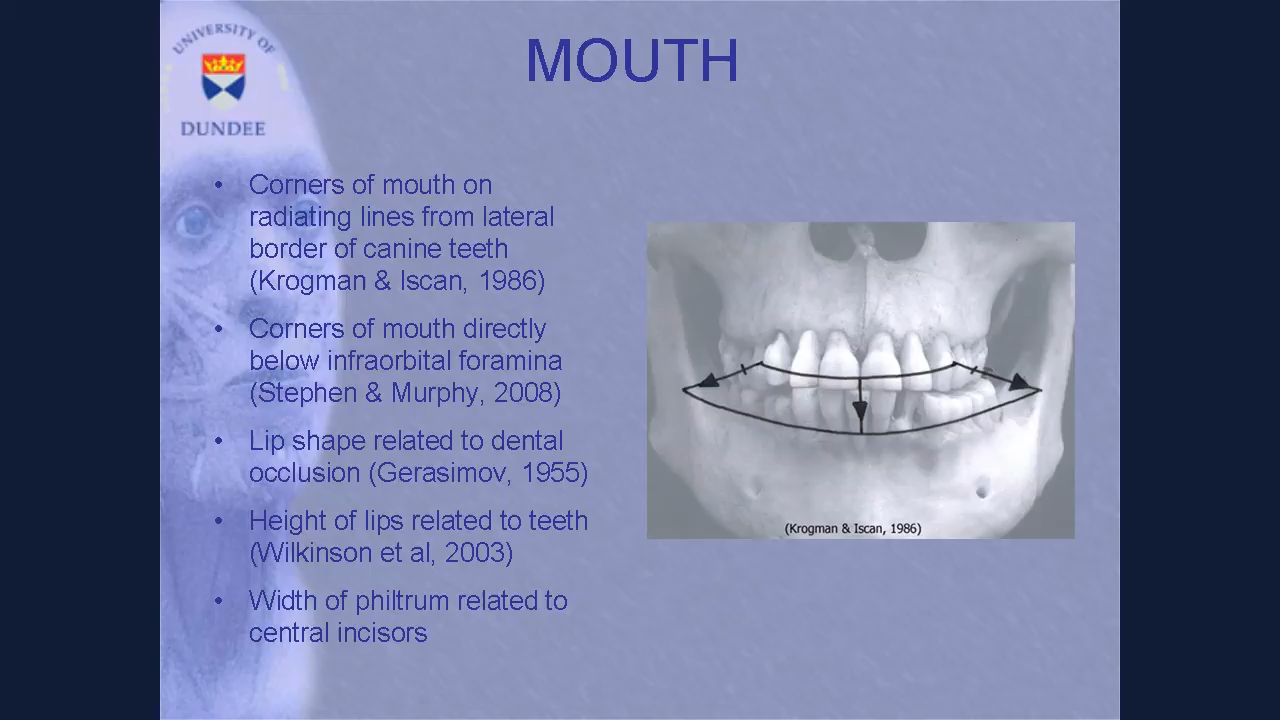 UNIVERSITY OF
DUNDEE
MOUTH
• Corners of mouth on
radiating lines from lateral
border of canine teeth
(Krogman & Iscan, 1986)
• Corners of mouth directly
below infraorbital foramina
(Stephen & Murphy, 2008)
• Lip shape related to dental
occlusion (Gerasimov, 1955)
• Height of lips related to teeth
(Wilkinson et al, 2003)
• Width of philtrum related to
central incisors
(Krogman & Iscan, 1986)